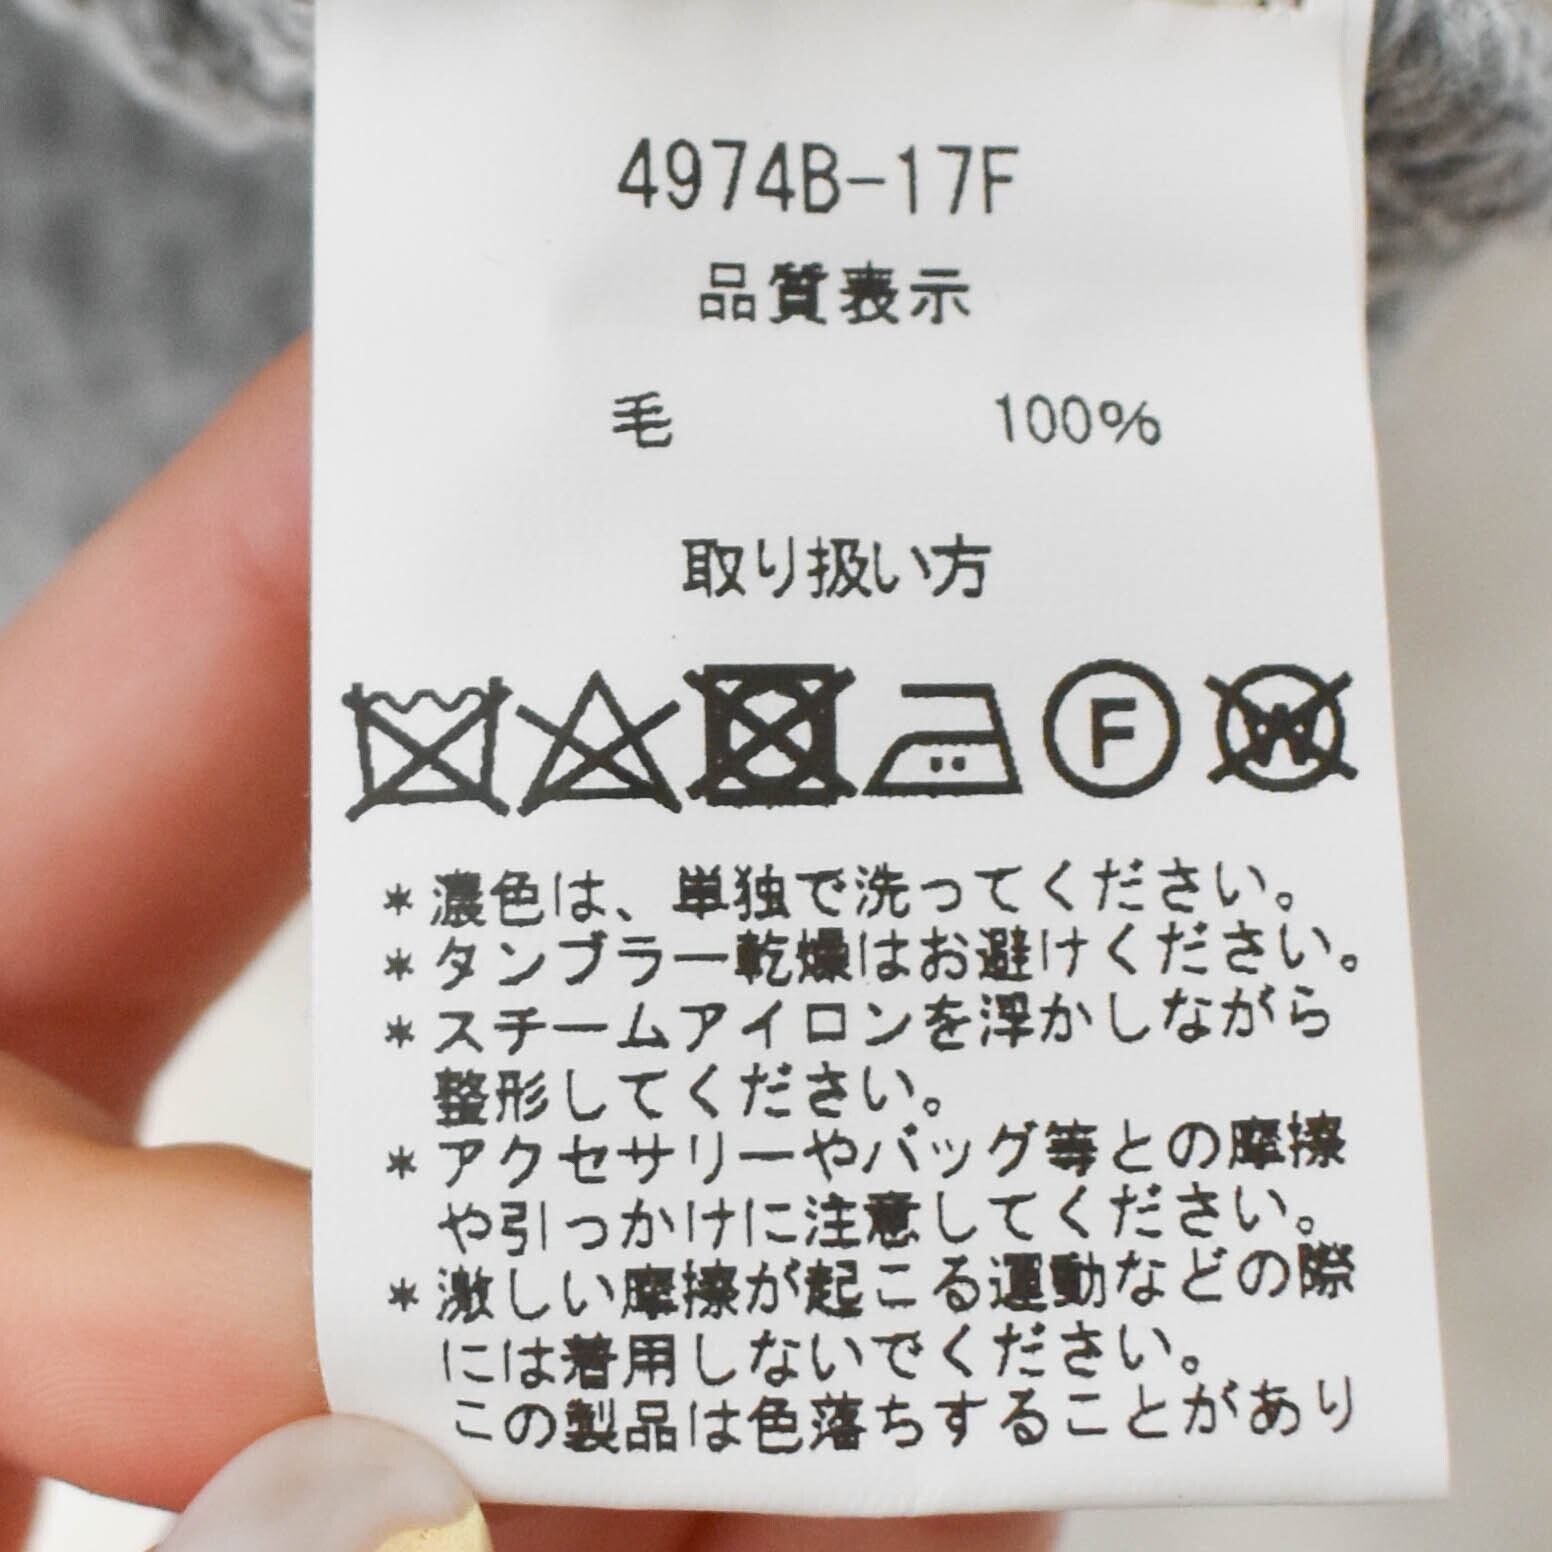 4974B-17F
品質表示
毛 100%
取り扱い方
F W
*濃色は、単独で洗ってください。
*タンブラー乾燥はお避けください。
*スチームアイロンを浮かしながら
整形してください。
*アクセサリーやバッグ等との摩擦
や引っかけに注意してください。
*激しい摩擦が起こる運動などの際
には着用しないでください。
この製品は色落ちすることがあり